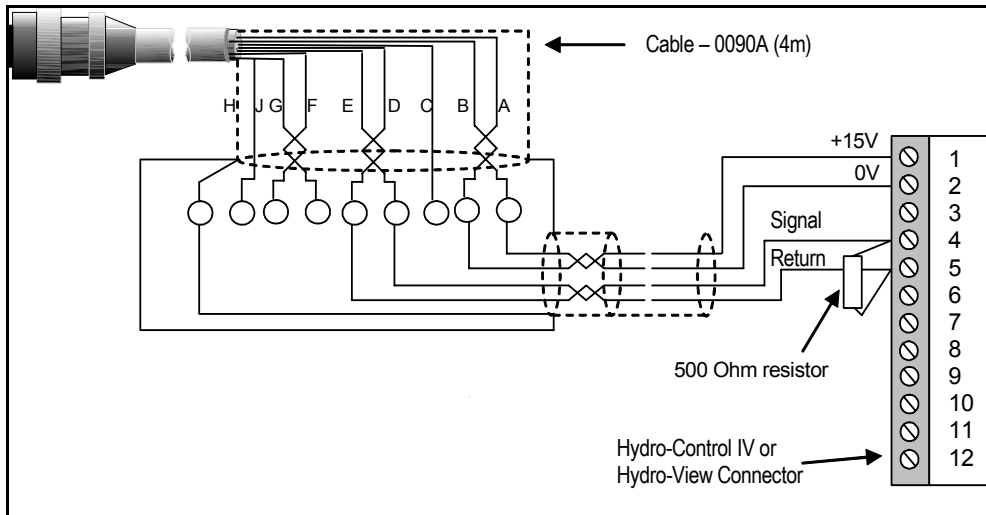 Cable – 0090A (4m)
H J G F E D C B A
+15V
0V
Signal
Return
1
2
3
4
5
6
7
8
9
10
11
12
500 Ohm resistor
Hydro-Control IV or
Hydro-View Connector